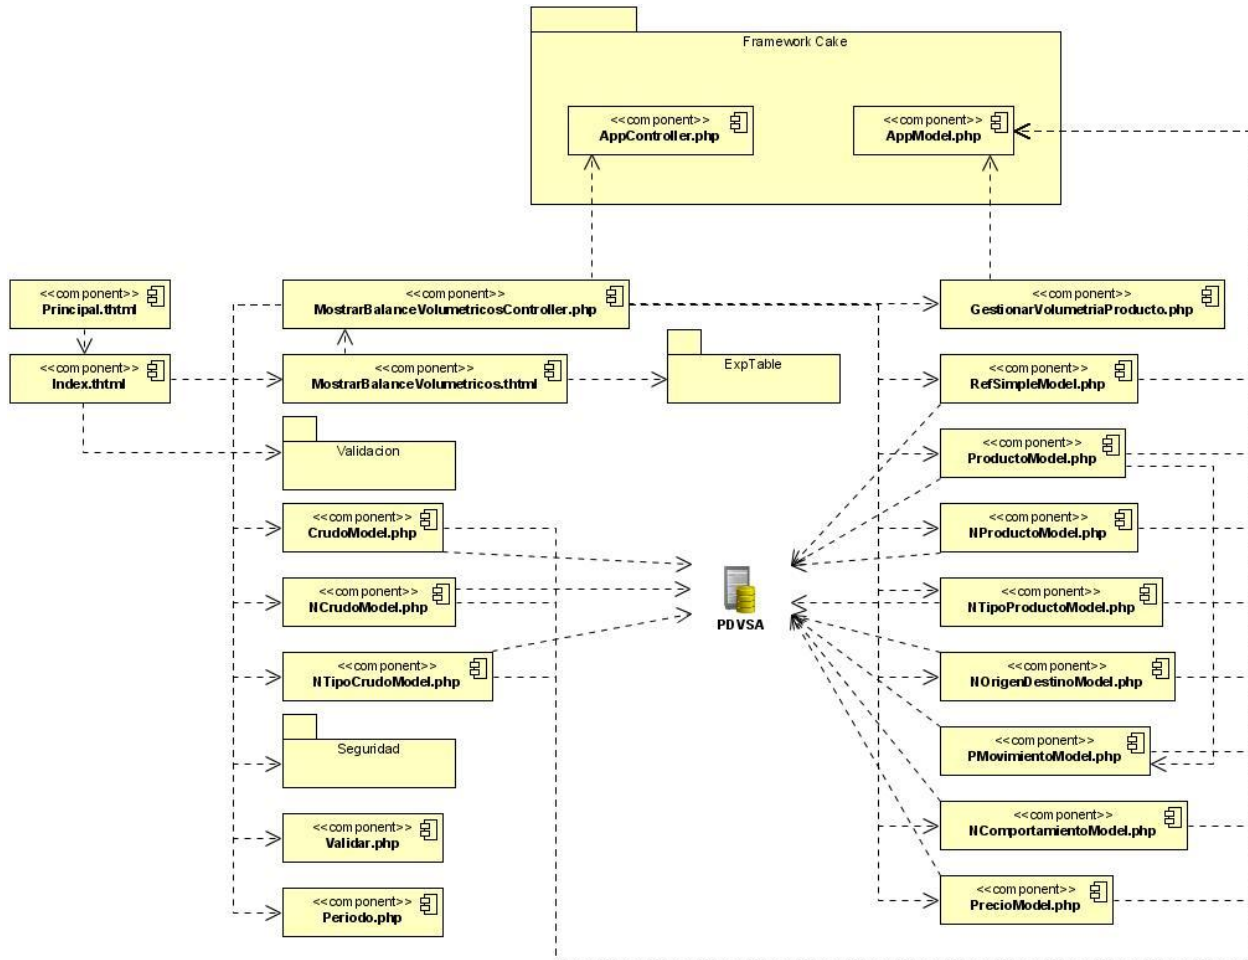 Framework Cake
<<component>>
AppController.php
<<component>>
AppModel.php
<<component>>
Principal.thtml
<<component>>
MostrarBalanceVolumetricosController.php
<<component>>
GestionarVolumetriaProducto.php
<<component>>
Index.thtml
<<component>>
MostrarBalanceVolumetricos.thtml
ExpTable
<<component>>
RefSimpleModel.php
Validacion
<<component>>
ProductoModel.php
<<component>>
CrudoModel.php
<<component>>
NProductoModel.php
<<component>>
NCrudoModel.php
PDVSA
<<component>>
NTipoProductoModel.php
<<component>>
NTipoCrudoModel.php
<<component>>
NOrigenDestinoModel.php
Seguridad
<<component>>
PMovimientoModel.php
<<component>>
Validar.php
<<component>>
NComportamientoModel.php
<<component>>
Periodo.php
<<component>>
PrecioModel.php